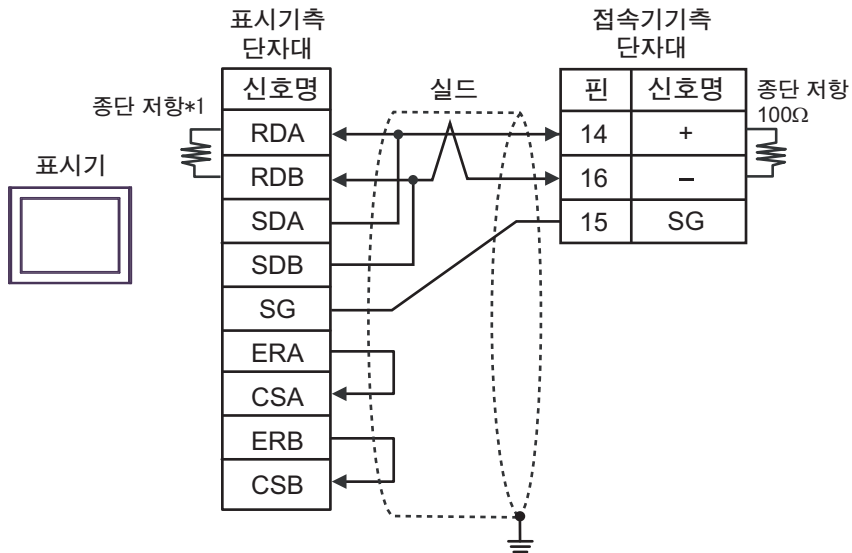 표시기측
단자대
접속기기측
단자대
종단 저항*1
표시기
신호명
RDA
RDB
SDA
SDB
SG
ERA
CSA
ERB
CSB
실드
핀 신호명
14 +
16 –
15 SG
종단 저항
100Ω